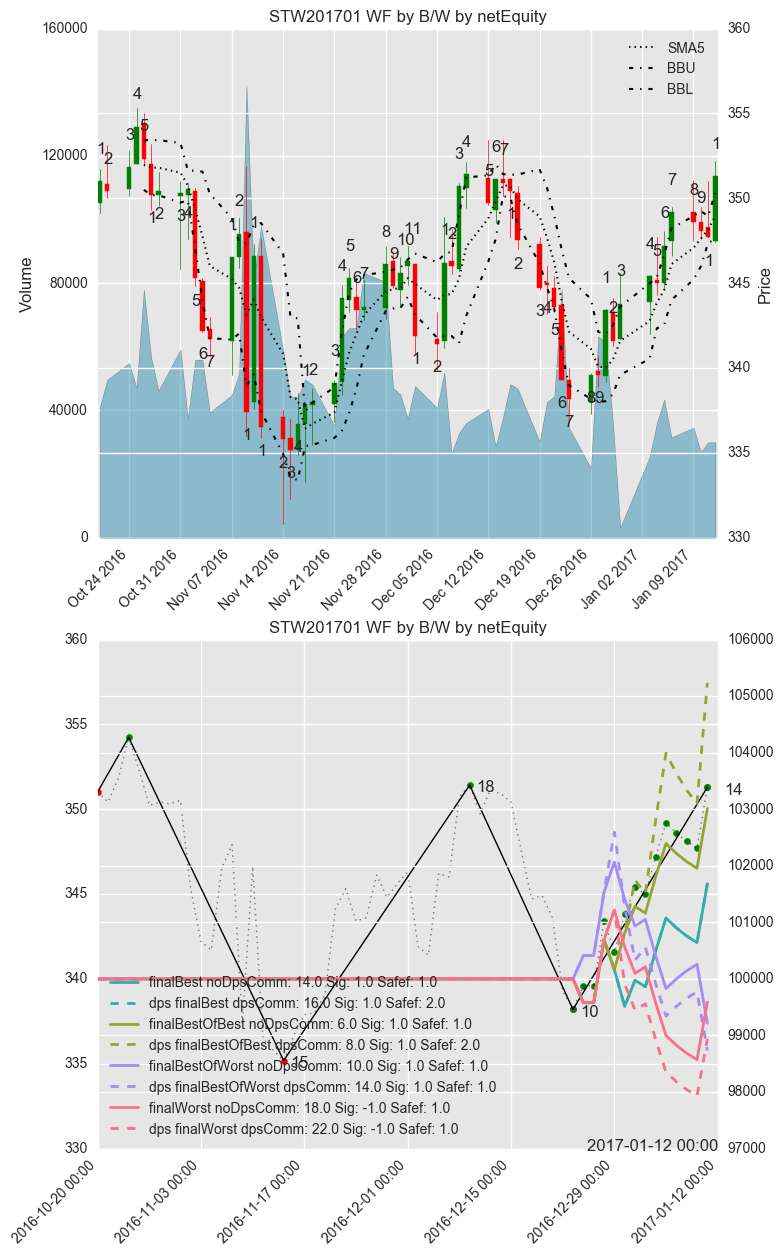 STW201701 WF by B/W by netEquity
160000
120000
80000
40000
0
Volume
360
355
350
345
340
335
330
Price
SMA5
BBU
BBL
Oct 24 2016
Oct 31 2016
Nov 07 2016
Nov 14 2016
Nov 21 2016
Nov 28 2016
Dec 05 2016
Dec 12 2016
Dec 19 2016
Dec 26 2016
Jan 02 2017
Jan 09 2017
STW201701 WF by B/W by netEquity
360
355
350
345
340
335
330
106000
105000
104000
103000
102000
101000
100000
99000
98000
97000
18
14
10
15
finalBest noDpsComm: 14.0 Sig: 1.0 Safef: 1.0
dps finalBest dpsComm: 16.0 Sig: 1.0 Safef: 2.0
finalBestOfBest noDpsComm: 6.0 Sig: 1.0 Safef: 1.0
dps finalBestOfBest dpsComm: 8.0 Sig: 1.0 Safef: 2.0
finalBestOfWorst noDpsComm: 10.0 Sig: 1.0 Safef: 1.0
dps finalBestOfWorst dpsComm: 14.0 Sig: 1.0 Safef: 1.0
finalWorst noDpsComm: 18.0 Sig: -1.0 Safef: 1.0
dps finalWorst dpsComm: 22.0 Sig: -1.0 Safef: 1.0
2017-01-12 00:00
2016-10-20 00:00
2016-11-03 00:00
2016-11-17 00:00
2016-12-01 00:00
2016-12-15 00:00
2016-12-29 00:00
2017-01-12 00:00